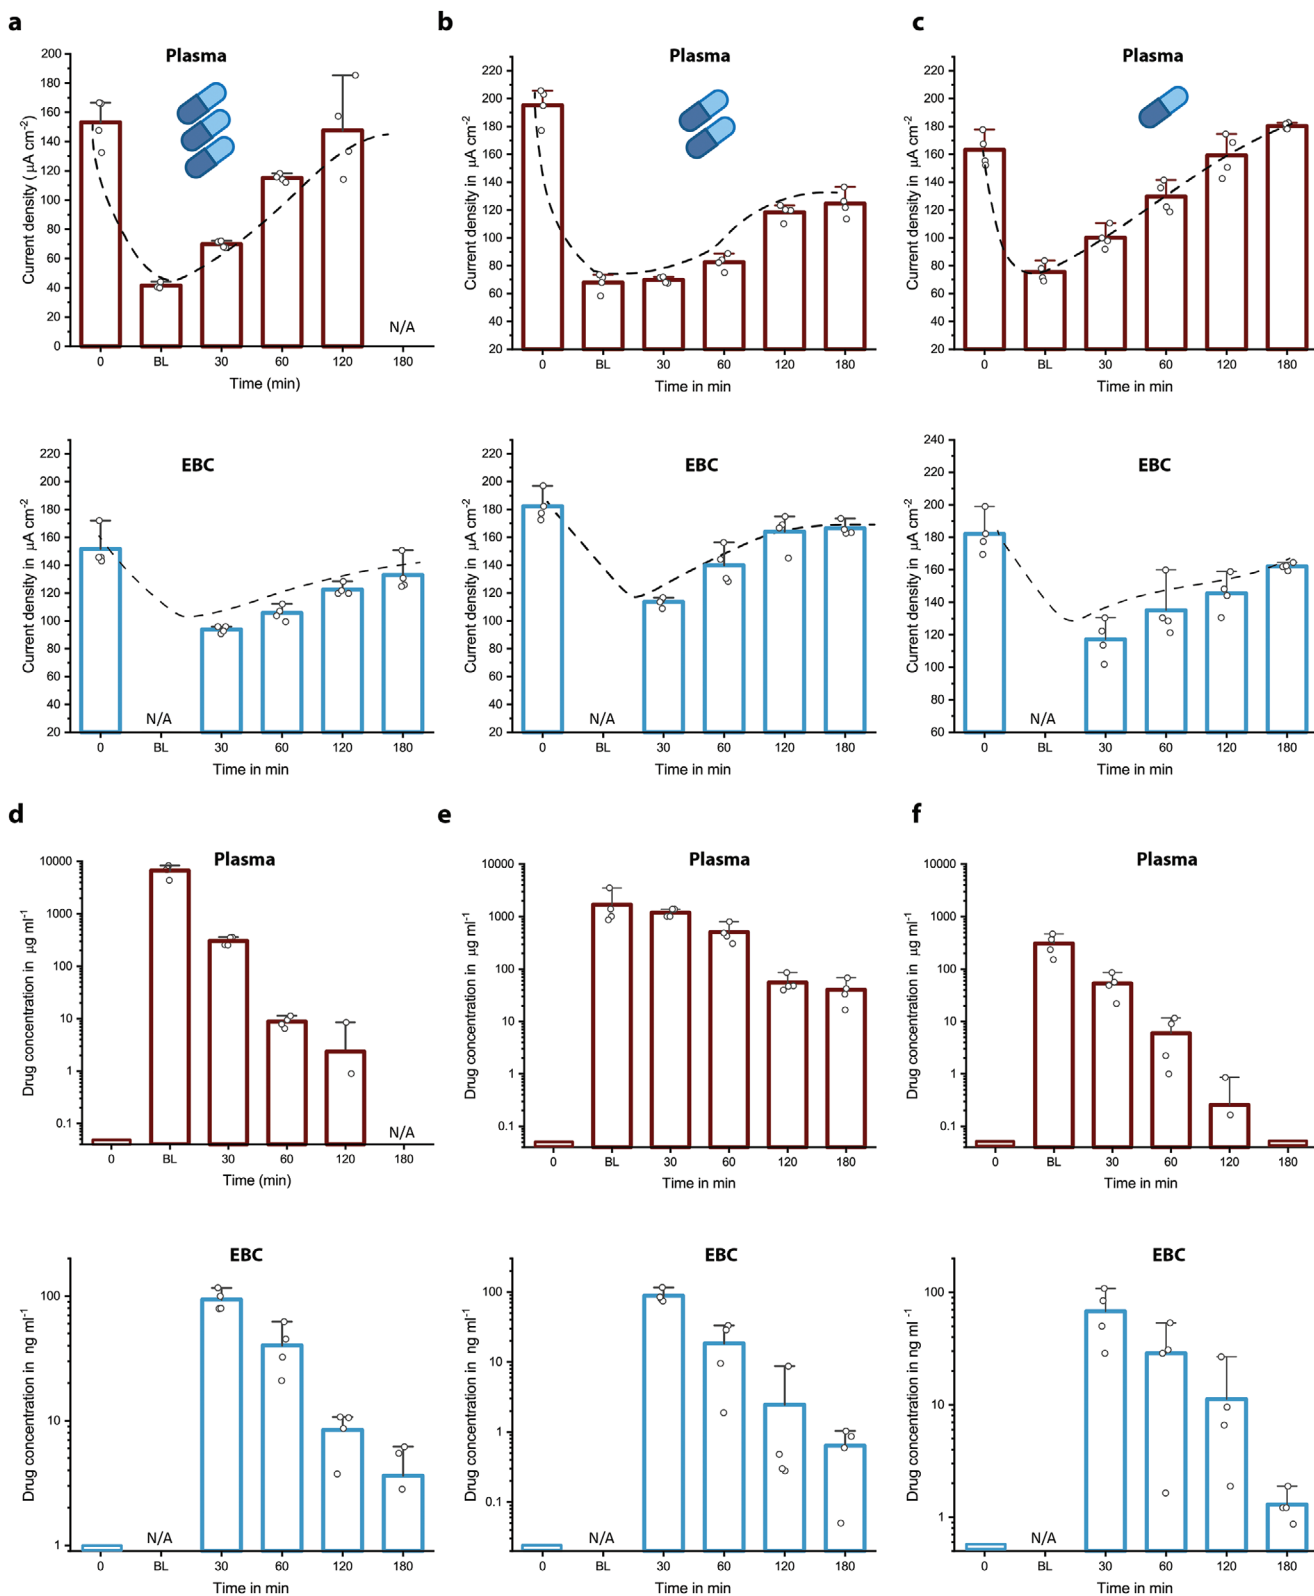 a
Plasma
200
180
160
140
120
100
80
60
40
20
0
Current density ( µA cm-2)
N/A
0 BL 30 60 120 180
Time (min)
b
Plasma
220
200
180
160
140
120
100
80
60
40
20
Current density in µA cm-2
0 BL 30 60 120 180
Time in min
c
Plasma
220
200
180
160
140
120
100
80
60
40
20
Current density in µA cm-2
0 BL 30 60 120 180
Time in min
EBC
220
200
180
160
140
120
100
80
60
40
20
Current density in µA cm-2
N/A
0 BL 30 60 120 180
Time in min
EBC
220
200
180
160
140
120
100
80
60
40
20
Current density in µA cm-2
N/A
0 BL 30 60 120 180
Time in min
EBC
240
220
200
180
160
140
120
100
80
60
Current density in µA cm-2
N/A
0 BL 30 60 120 180
Time in min
d
Plasma
10000
1000
100
10
1
0.1
Drug concentration in µg ml-1
N/A
0 BL 30 60 120 180
Time (min)
e
Plasma
10000
1000
100
10
1
0.1
Drug concentration in µg ml-1
0 BL 30 60 120 180
Time in min
f
Plasma
10000
1000
100
10
1
0.1
Drug concentration in µg ml-1
0 BL 30 60 120 180
Time in min
EBC
100
10
1
Drug concentration in ng ml-1
N/A
0 BL 30 60 120 180
Time in min
EBC
100
10
1
0.1
Drug concentration in ng ml-1
N/A
0 BL 30 60 120 180
Time in min
EBC
100
10
1
Drug concentration in ng ml-1
N/A
0 BL 30 60 120 180
Time in min